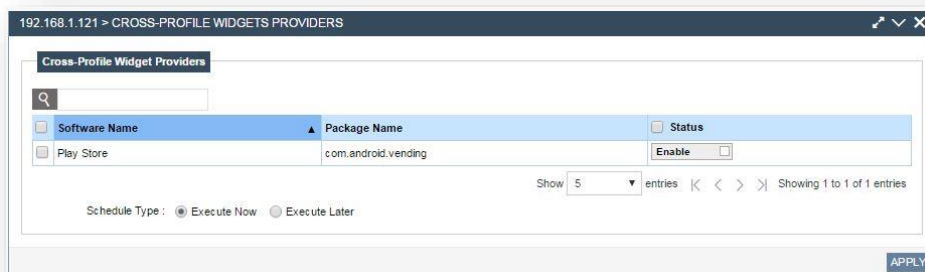 192.168.1.121 > CROSS-PROFILE WIDGETS PROVIDERS
Cross-Profile Widget Providers
Software Name Package Name Status
Play Store com.android.vending Enable
Show 5 entries Showing 1 to 1 of 1 entries
Schedule Type : Execute Now Execute Later
APPLY